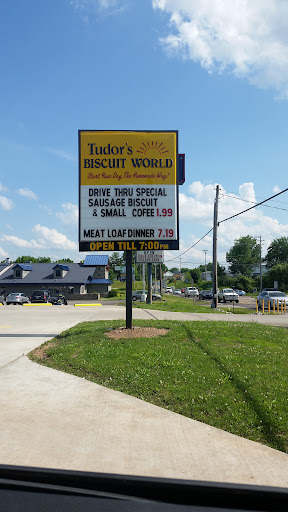 Tudor's
BISCUIT WORLD
Start Your Day The Homemade Way!
DRIVE THRU SPECIAL
SAUSAGE BISCUIT
& SMALL COFEE 1.99
MEAT LOAF DINNER 7.19
OPEN TILL 7:00PM